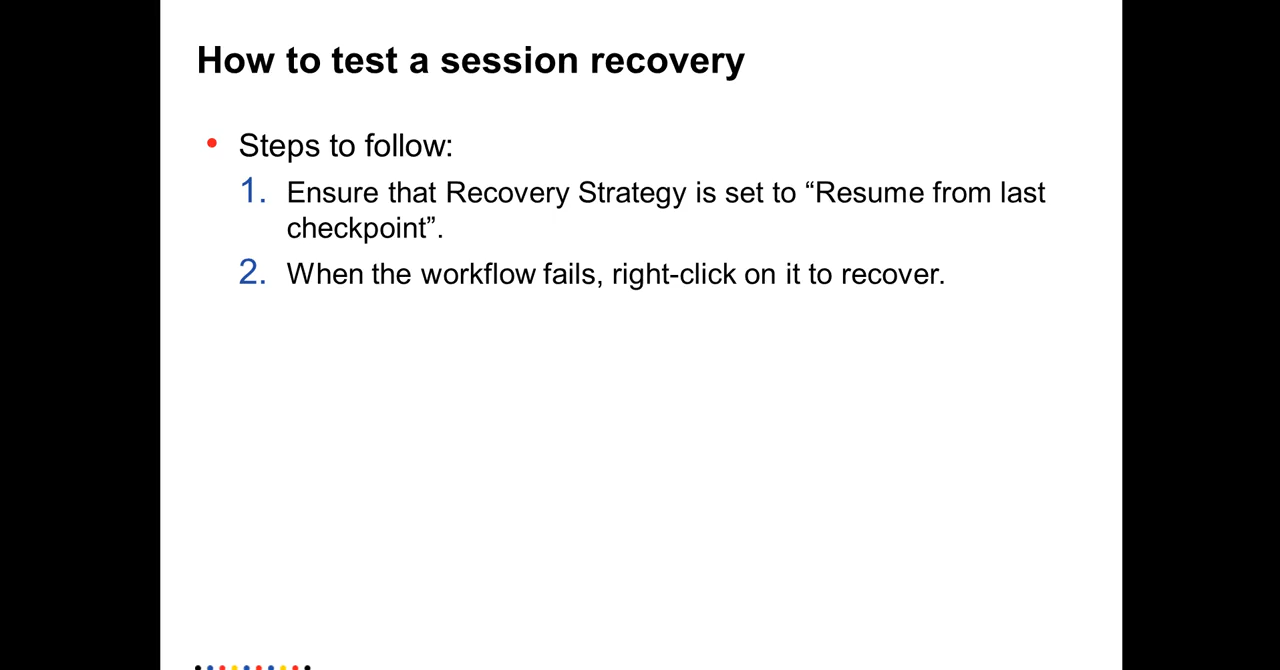 How to test a session recovery
• Steps to follow:
1. Ensure that Recovery Strategy is set to “Resume from last
checkpoint”.
2. When the workflow fails, right-click on it to recover.